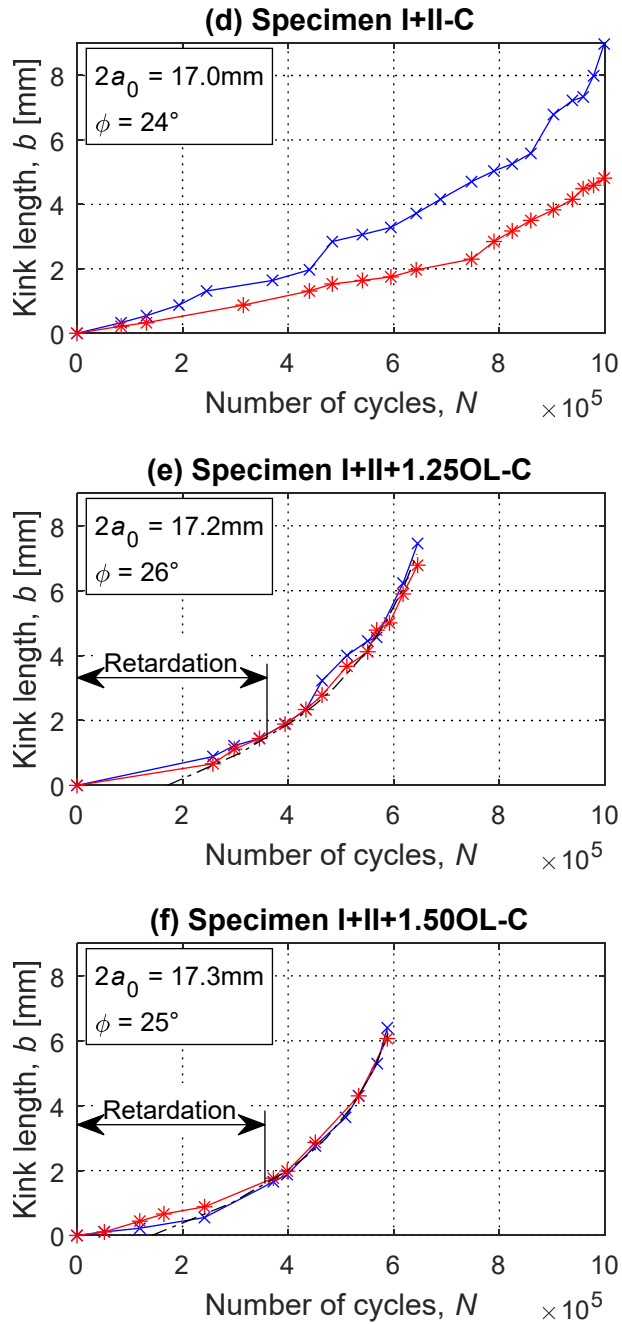 (d) Specimen I+II-C
2a0 = 17.0mm
ϕ = 24°
Kink length, b [mm]
8
6
4
2
0
0 2 4 6 8 10
Number of cycles, N
× 10^5
(e) Specimen I+II+1.25OL-C
2a0 = 17.2mm
ϕ = 26°
Retardation
Kink length, b [mm]
8
6
4
2
0
0 2 4 6 8 10
Number of cycles, N
× 10^5
(f) Specimen I+II+1.50OL-C
2a0 = 17.3mm
ϕ = 25°
Retardation
Kink length, b [mm]
8
6
4
2
0
0 2 4 6 8 10
Number of cycles, N
× 10^5